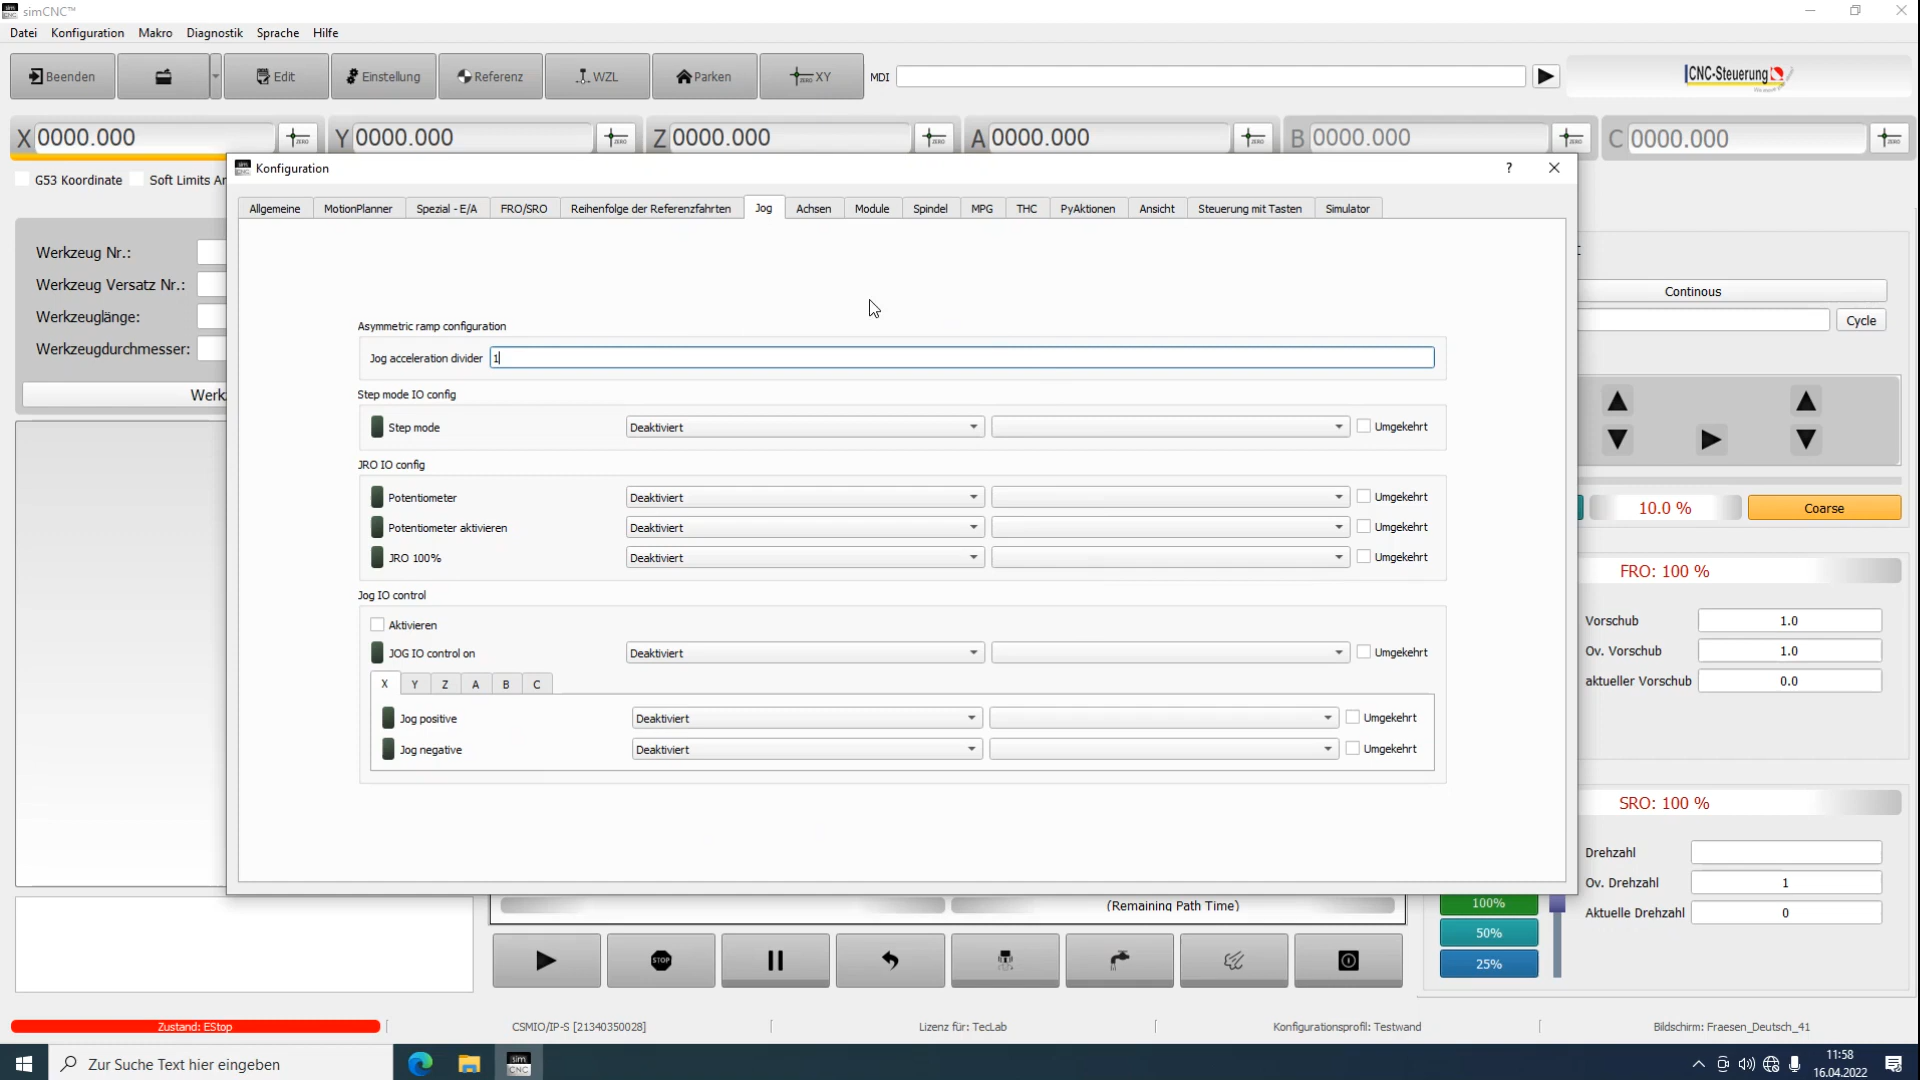 simCNC™
Datei Konfiguration Makro Diagnostik Sprache Hilfe
Beenden Edit Einstellung Referenz WZL Parken XY MDI CNC-Steuerung
X 0000.000 Y 0000.000 Z 0000.000 A 0000.000 B 0000.000 C 0000.000
G53 Koordinate Soft Limits Ar
Konfiguration ?
Allgemeine MotionPlanner Spezial - E/A FRO/SRO Reihenfolge der Referenzfahrten Jog Achsen Module Spindel MPG THC PyAktionen Ansicht Steuerung mit Tasten Simulator
Werkzeug Nr.:
Werkzeug Versatz Nr.:
Werkzeuglänge:
Werkzeugdurchmesser:
Werk
Asymmetric ramp configuration
Jog acceleration divider 1
Step mode IO config
Step mode Deaktiviert Umgekehrt
JRO IO config
Potentiometer Deaktiviert Umgekehrt
Potentiometer aktivieren Deaktiviert Umgekehrt
JRO 100% Deaktiviert Umgekehrt
Jog IO control
Aktivieren
JOG IO control on Deaktiviert Umgekehrt
X Y Z A B C
Jog positive Deaktiviert Umgekehrt
Jog negative Deaktiviert Umgekehrt
Continous
Cycle
10.0 % Coarse
FRO: 100 %
Vorschub 1.0
Ov. Vorschub 1.0
aktueller Vorschub 0.0
SRO: 100 %
Drehzahl
Ov. Drehzahl 1
Aktuelle Drehzahl 0
100%
50%
25%
(Remaining Path Time)
STOP
Zustand: EStop CSMIO/IP-S [21340350028] Lizenz für: TecLab Konfigurationsprofil: Testwand Bildschirm: Fraesen_Deutsch_41
Zur Suche Text hier eingeben
sim CNC
11:58
16.04.2022